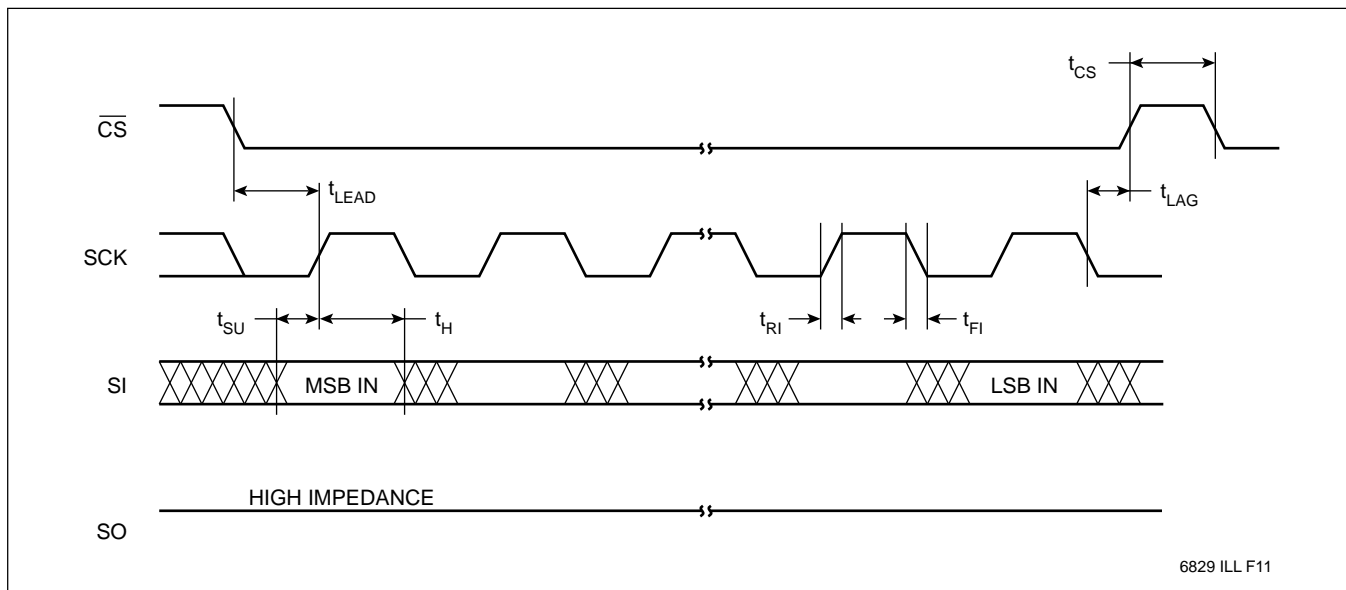 tCS
C̅S̅
tLEAD
tLAG
SCK
tSU
tH
tRI
tFI
SI
MSB IN
LSB IN
HIGH IMPEDANCE
SO
6829 ILL F11